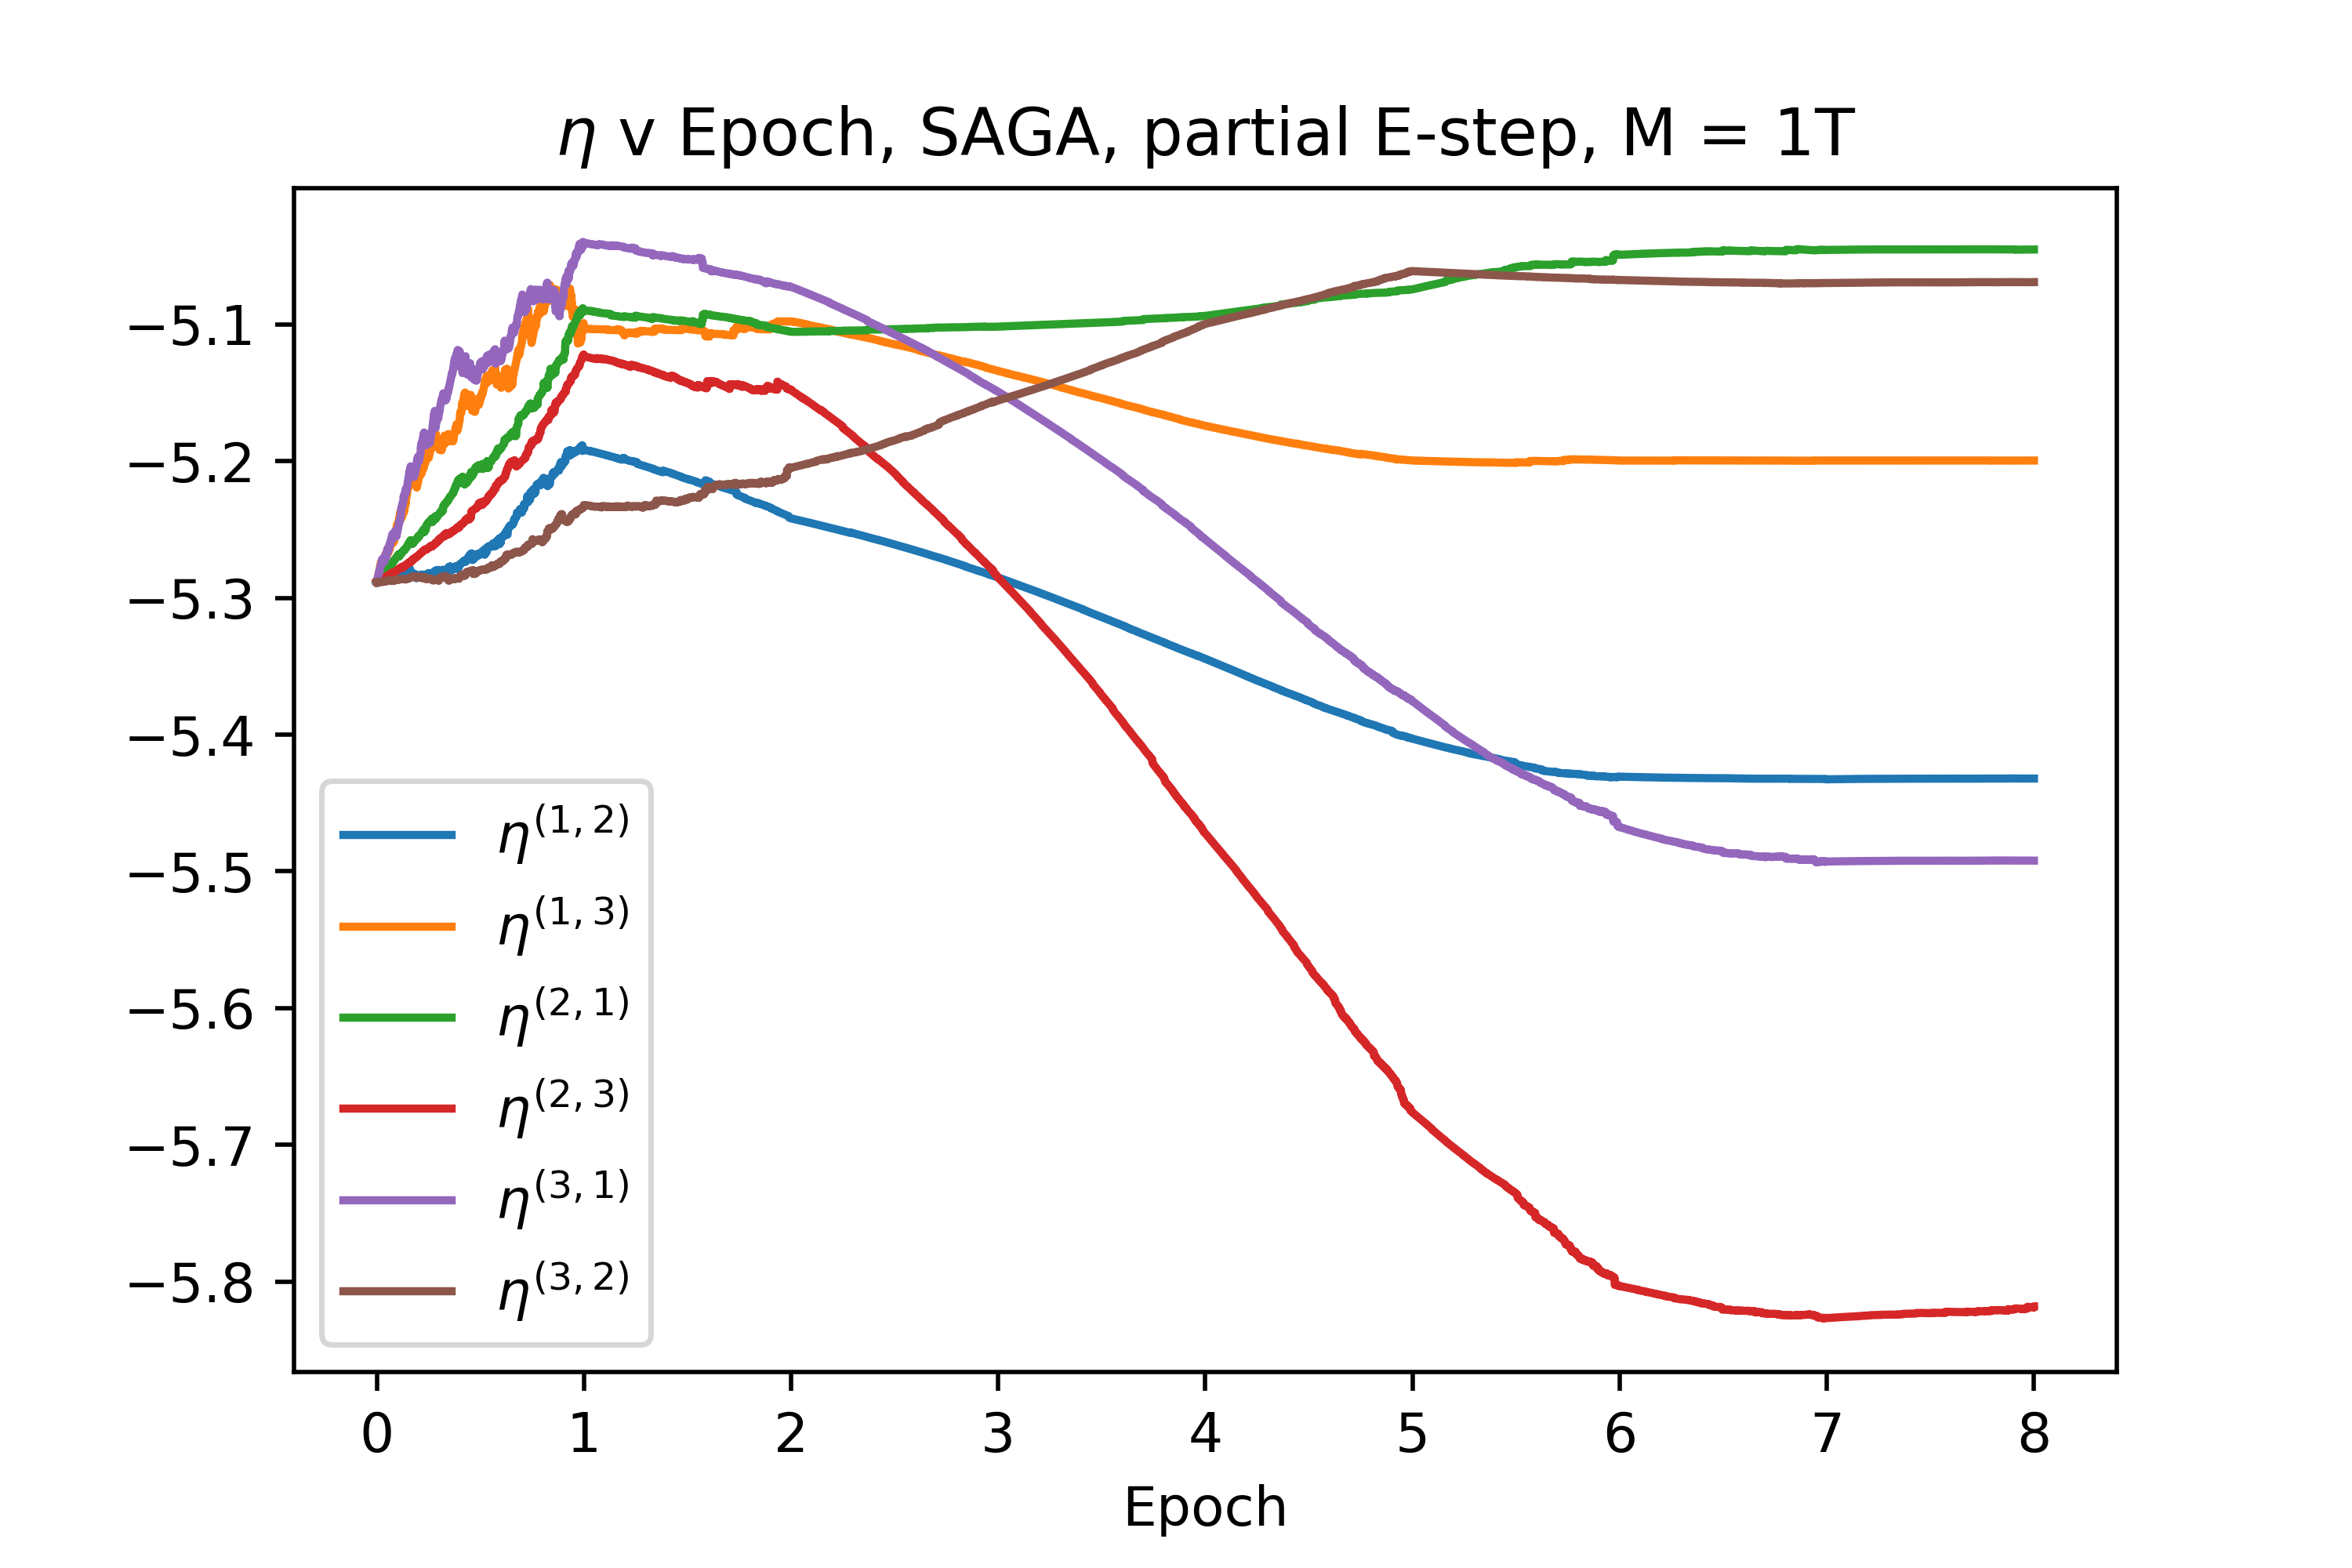 η v Epoch, SAGA, partial E-step, M = 1T
−5.1
−5.2
−5.3
−5.4
−5.5
−5.6
−5.7
−5.8
η(1, 2)
η(1, 3)
η(2, 1)
η(2, 3)
η(3, 1)
η(3, 2)
0 1 2 3 4 5 6 7 8
Epoch